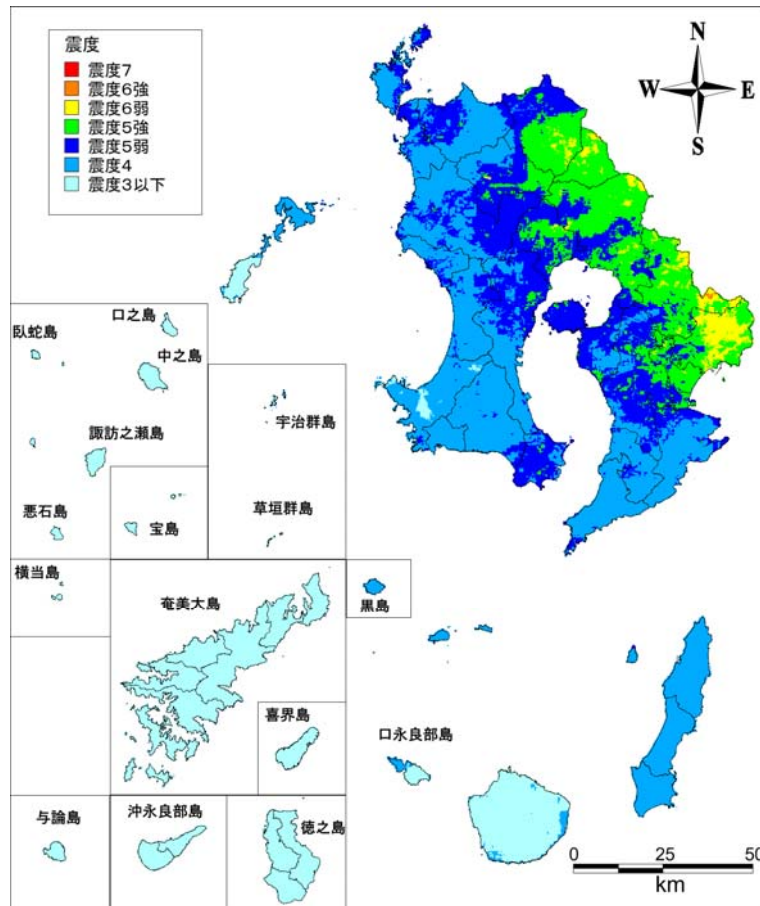 震度
震度7
震度6強
震度6弱
震度5強
震度5弱
震度4
震度3以下
N
W
E
S
口之島
臥蛇島
中之島
宇治群島
諏訪之瀬島
草垣群島
悪石島
宝島
横当島
奄美大島
黒島
喜界島
口永良部島
与論島
沖永良部島
徳之島
0 25 50
km